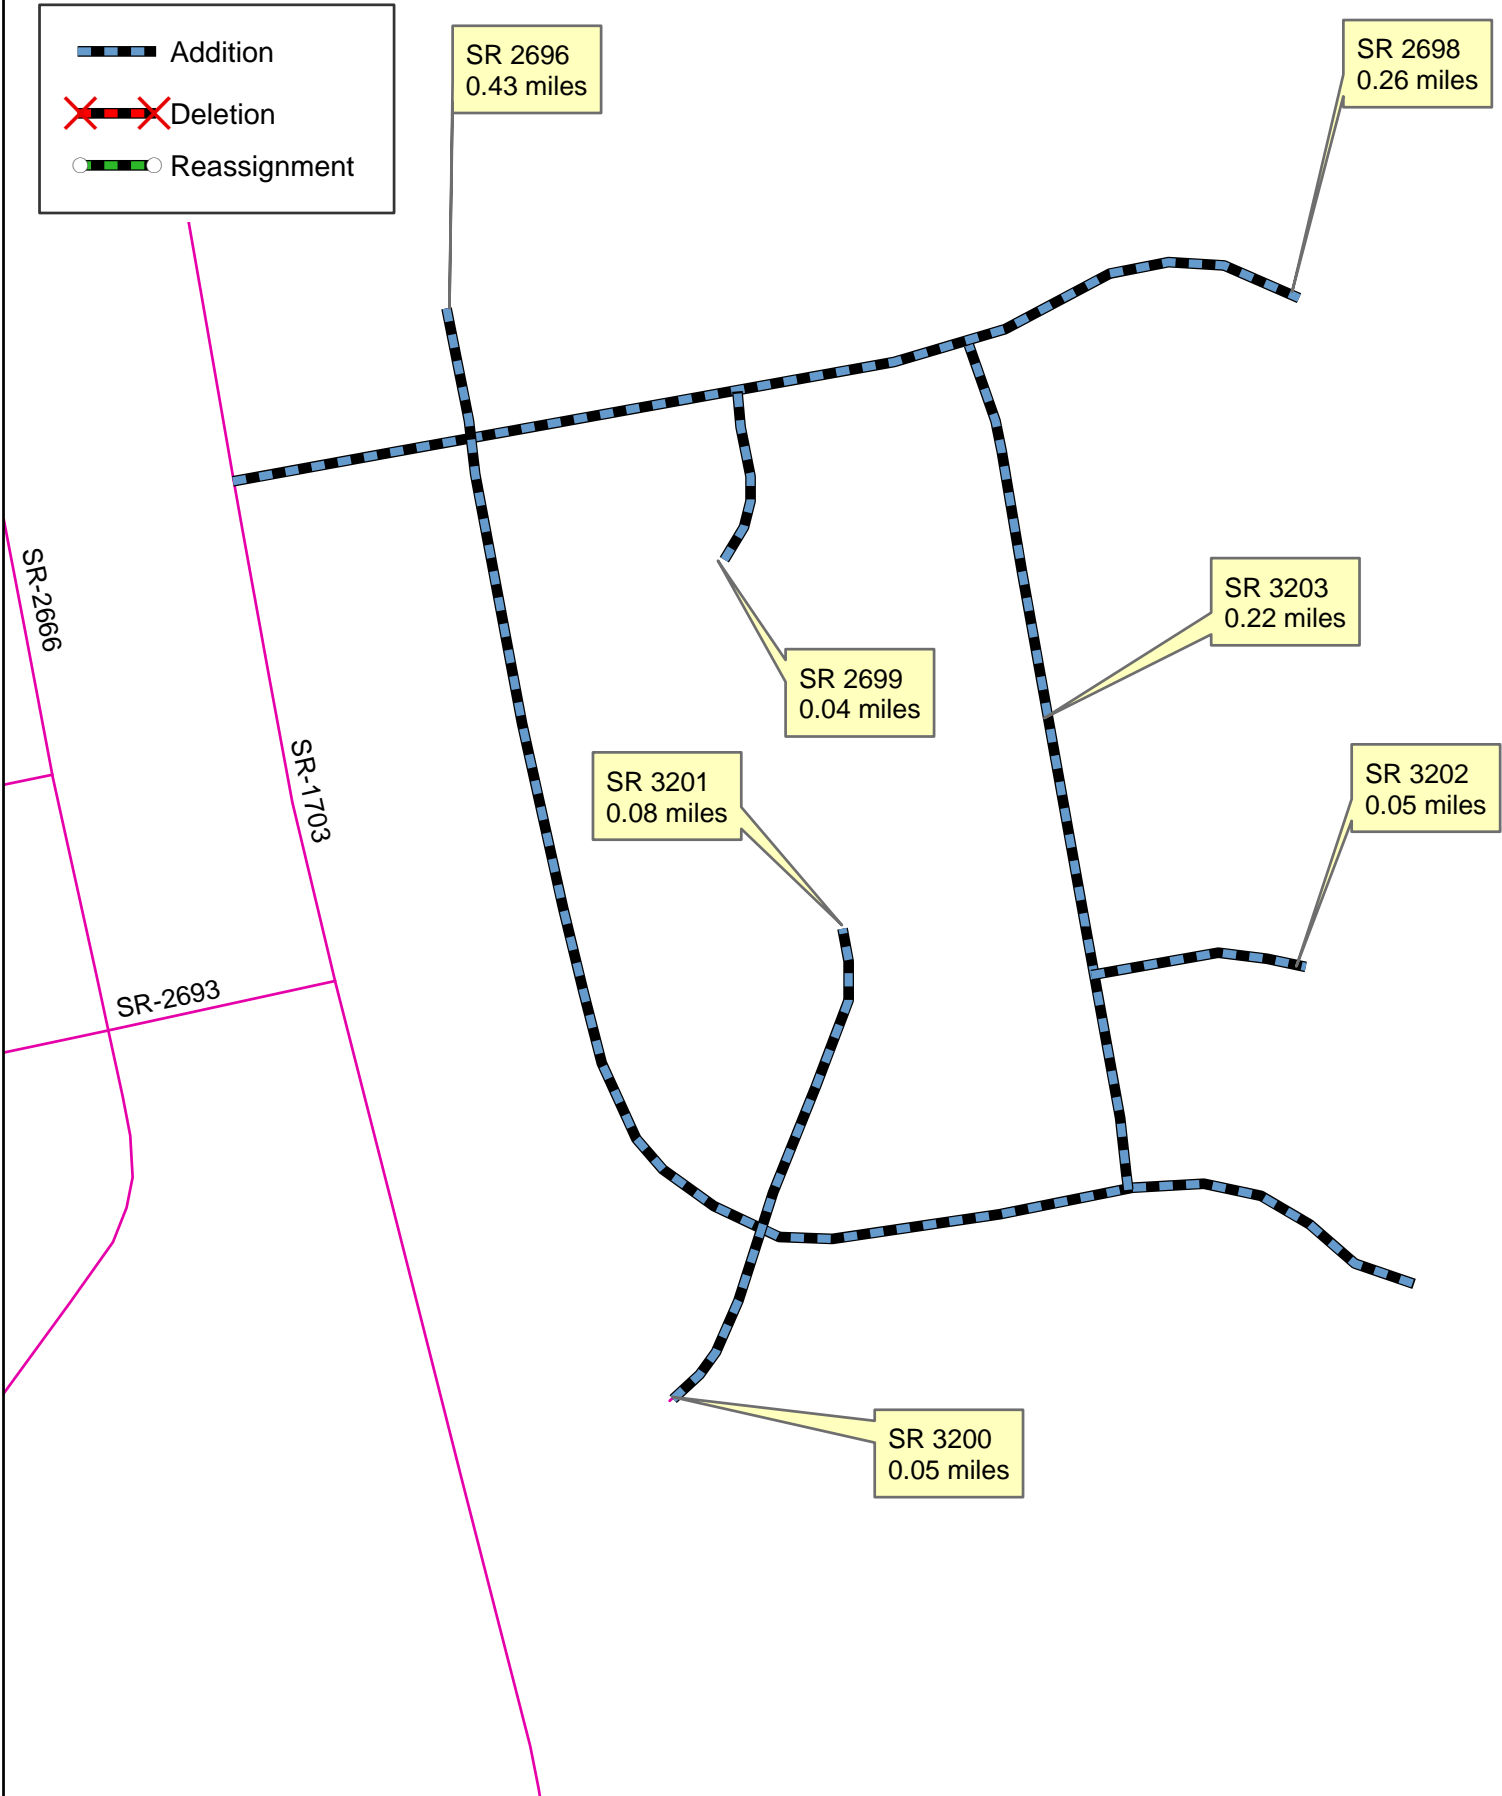 Addition
Deletion
Reassignment
SR 2696
0.43 miles
SR 2698
0.26 miles
SR-2666
SR 3203
0.22 miles
SR 2699
0.04 miles
SR-1703
SR 3201
0.08 miles
SR 3202
0.05 miles
SR-2693
SR 3200
0.05 miles